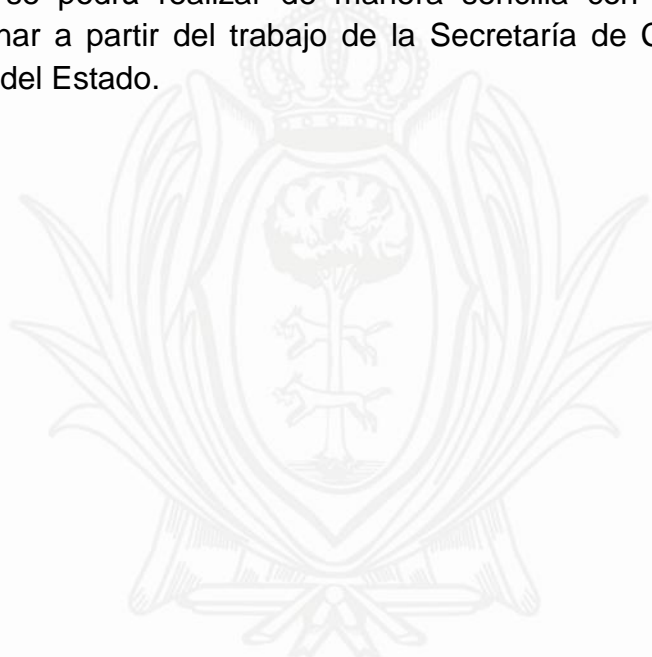 se podrá realizar de manera sencilla con
nar a partir del trabajo de la Secretaría de
del Estado.